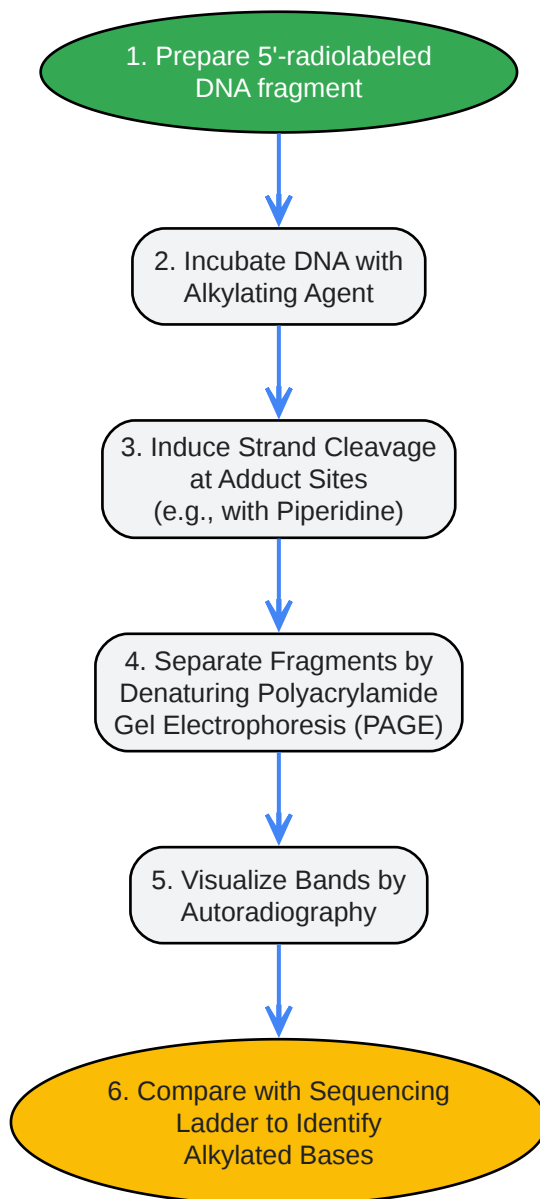 1. Prepare 5'-radiolabeled
DNA fragment
2. Incubate DNA with
Alkylating Agent
3. Induce Strand Cleavage
at Adduct Sites
(e.g., with Piperidine)
4. Separate Fragments by
Denaturing Polyacrylamide
Gel Electrophoresis (PAGE)
5. Visualize Bands by
Autoradiography
6. Compare with Sequencing
Ladder to Identify
Alkylated Bases